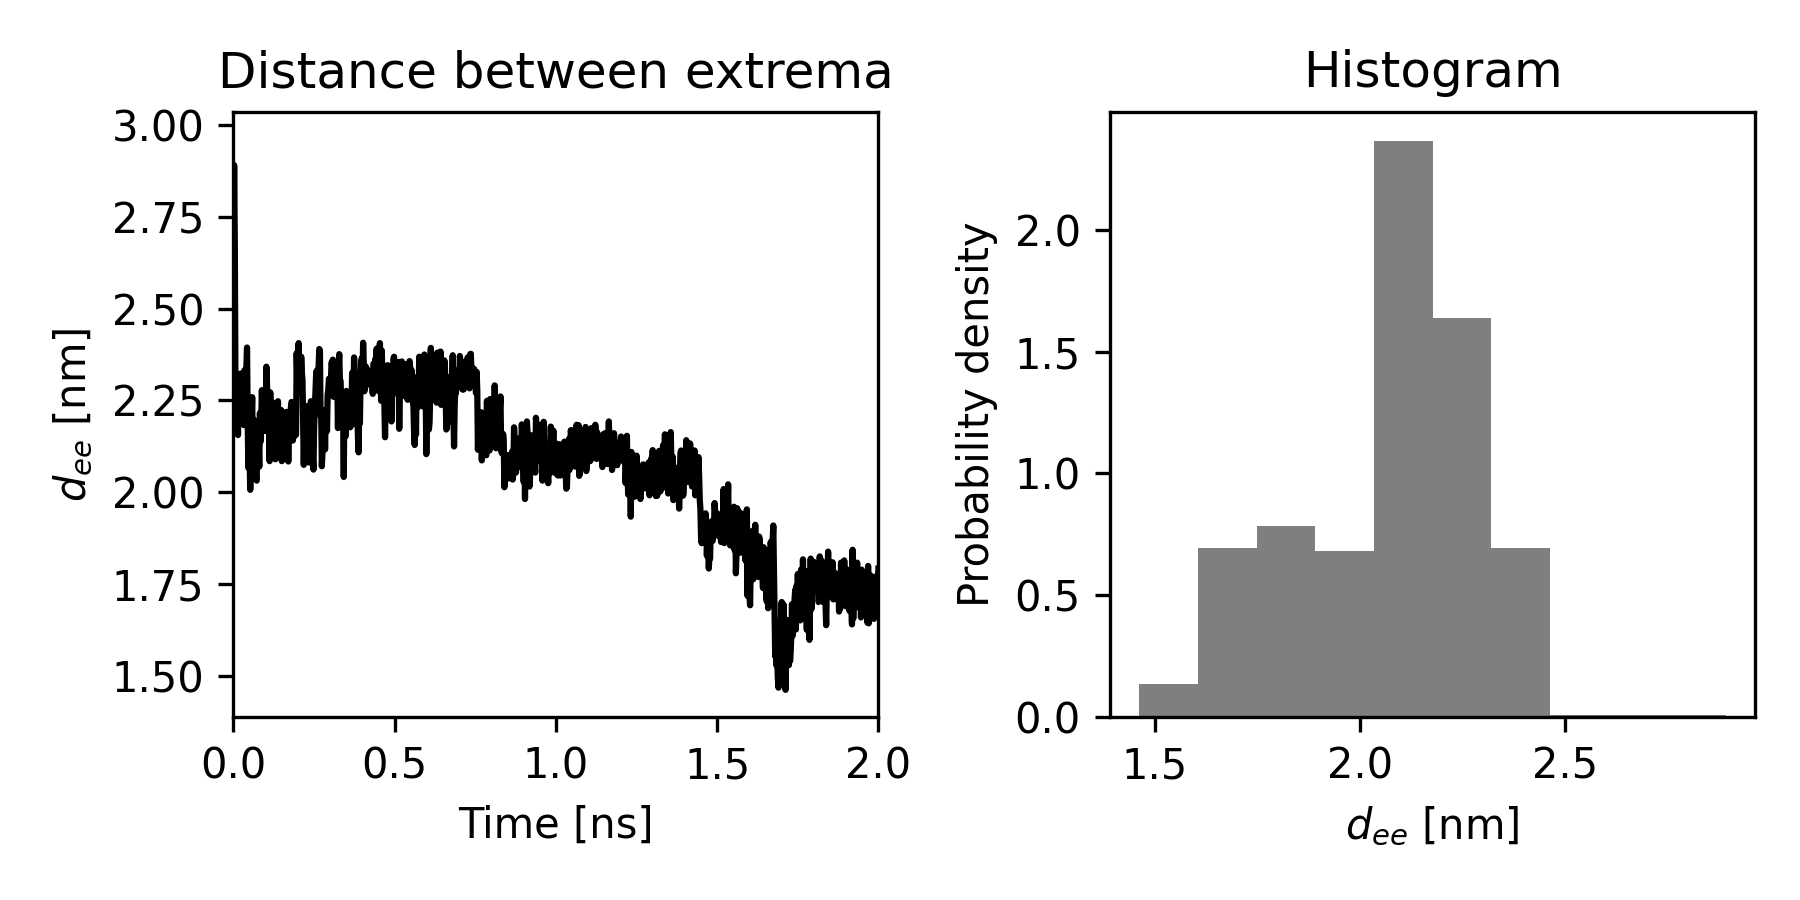 Distance between extrema
3.00
2.75
2.50
2.25
2.00
1.75
1.50
d_ee [nm]
0.0 0.5 1.0 1.5 2.0
Time [ns]
Histogram
2.0
1.5
1.0
0.5
0.0
Probability density
1.5 2.0 2.5
d_ee [nm]